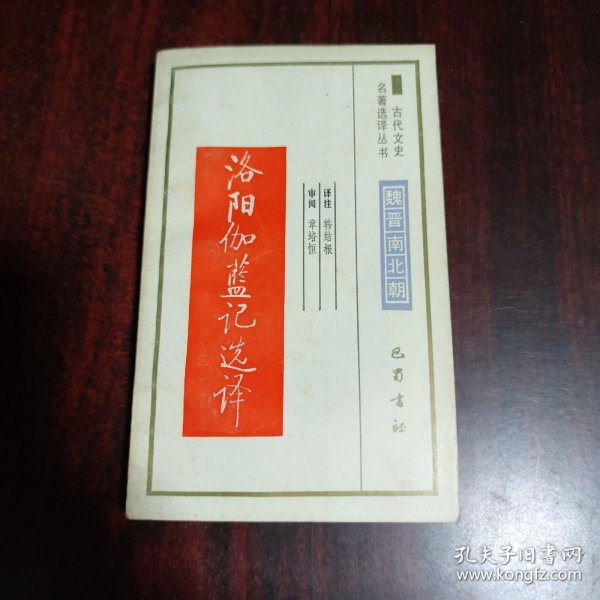 古代文史
名著选译丛书
魏晋南北朝
巴蜀书社
译注 韩结根
审阅 章培恒
洛阳伽蓝记选译
孔夫子旧书网
www.kongfz.com